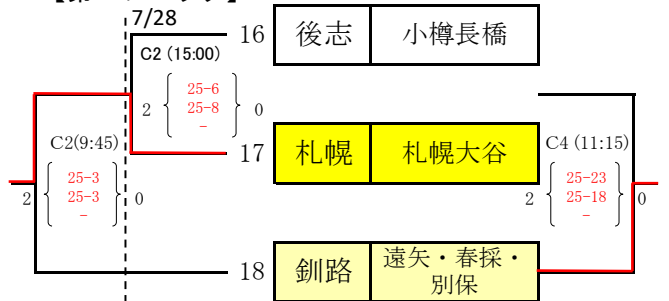 7/28
16 後志 小樽長橋
C2 (15:00)
25-6
2 25-8 0
-
17 札幌 札幌大谷
C2(9:45)
25-3
2 25-3 0
-
C4 (11:15)
25-23
2 25-18 0
-
18 釧路 遠矢・春採・
別保